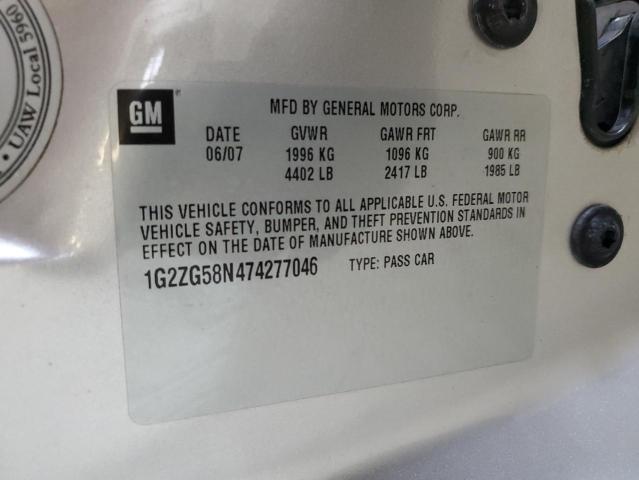 UAW Local 5960
GM
MFD BY GENERAL MOTORS CORP.
DATE GVWR GAWR FRT GAWR RR
06/07 1996 KG 1096 KG 900 KG
4402 LB 2417 LB 1985 LB
THIS VEHICLE CONFORMS TO ALL APPLICABLE U.S. FEDERAL MOTOR
VEHICLE SAFETY, BUMPER, AND THEFT PREVENTION STANDARDS IN
EFFECT ON THE DATE OF MANUFACTURE SHOWN ABOVE.
1G2ZG58N474277046 TYPE: PASS CAR